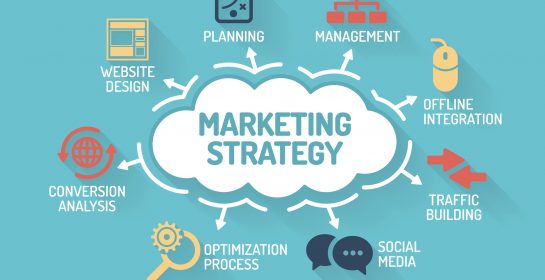 PLANNING
MANAGEMENT
WEBSITE
DESIGN
OFFLINE
INTEGRATION
MARKETING
STRATEGY
CONVERSION
ANALYSIS
TRAFFIC
BUILDING
OPTIMIZATION
PROCESS
SOCIAL
MEDIA